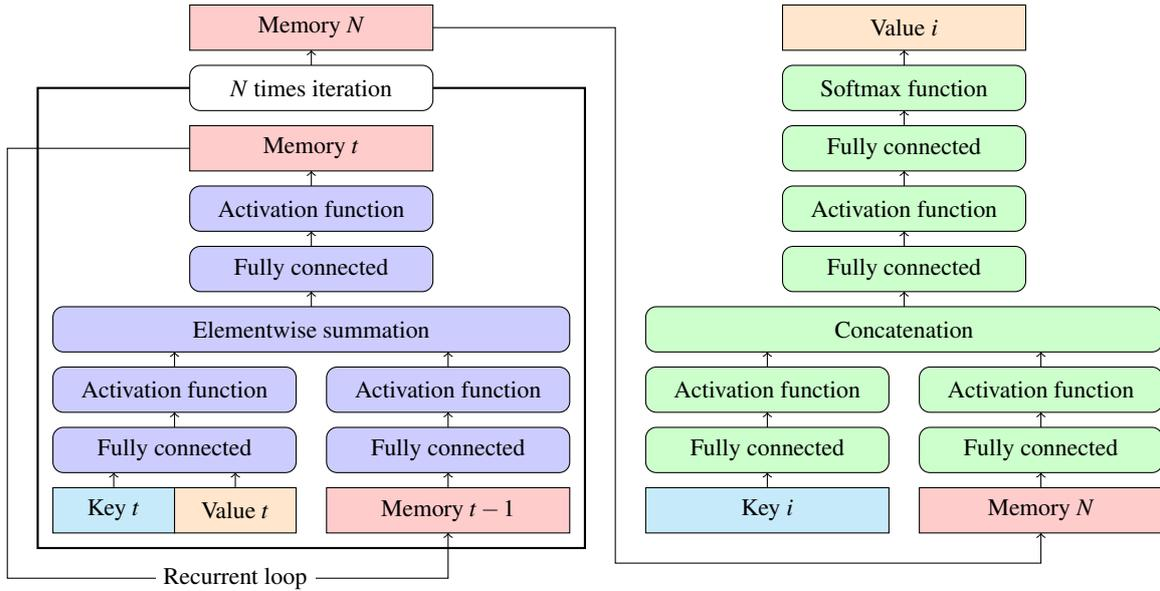 Memory N
N times iteration
Memory t
Activation function
Fully connected
Elementwise summation
Activation function
Activation function
Fully connected
Fully connected
Key t
Value t
Memory t − 1
Recurrent loop
Value i
Softmax function
Fully connected
Activation function
Fully connected
Concatenation
Activation function
Activation function
Fully connected
Fully connected
Key i
Memory N